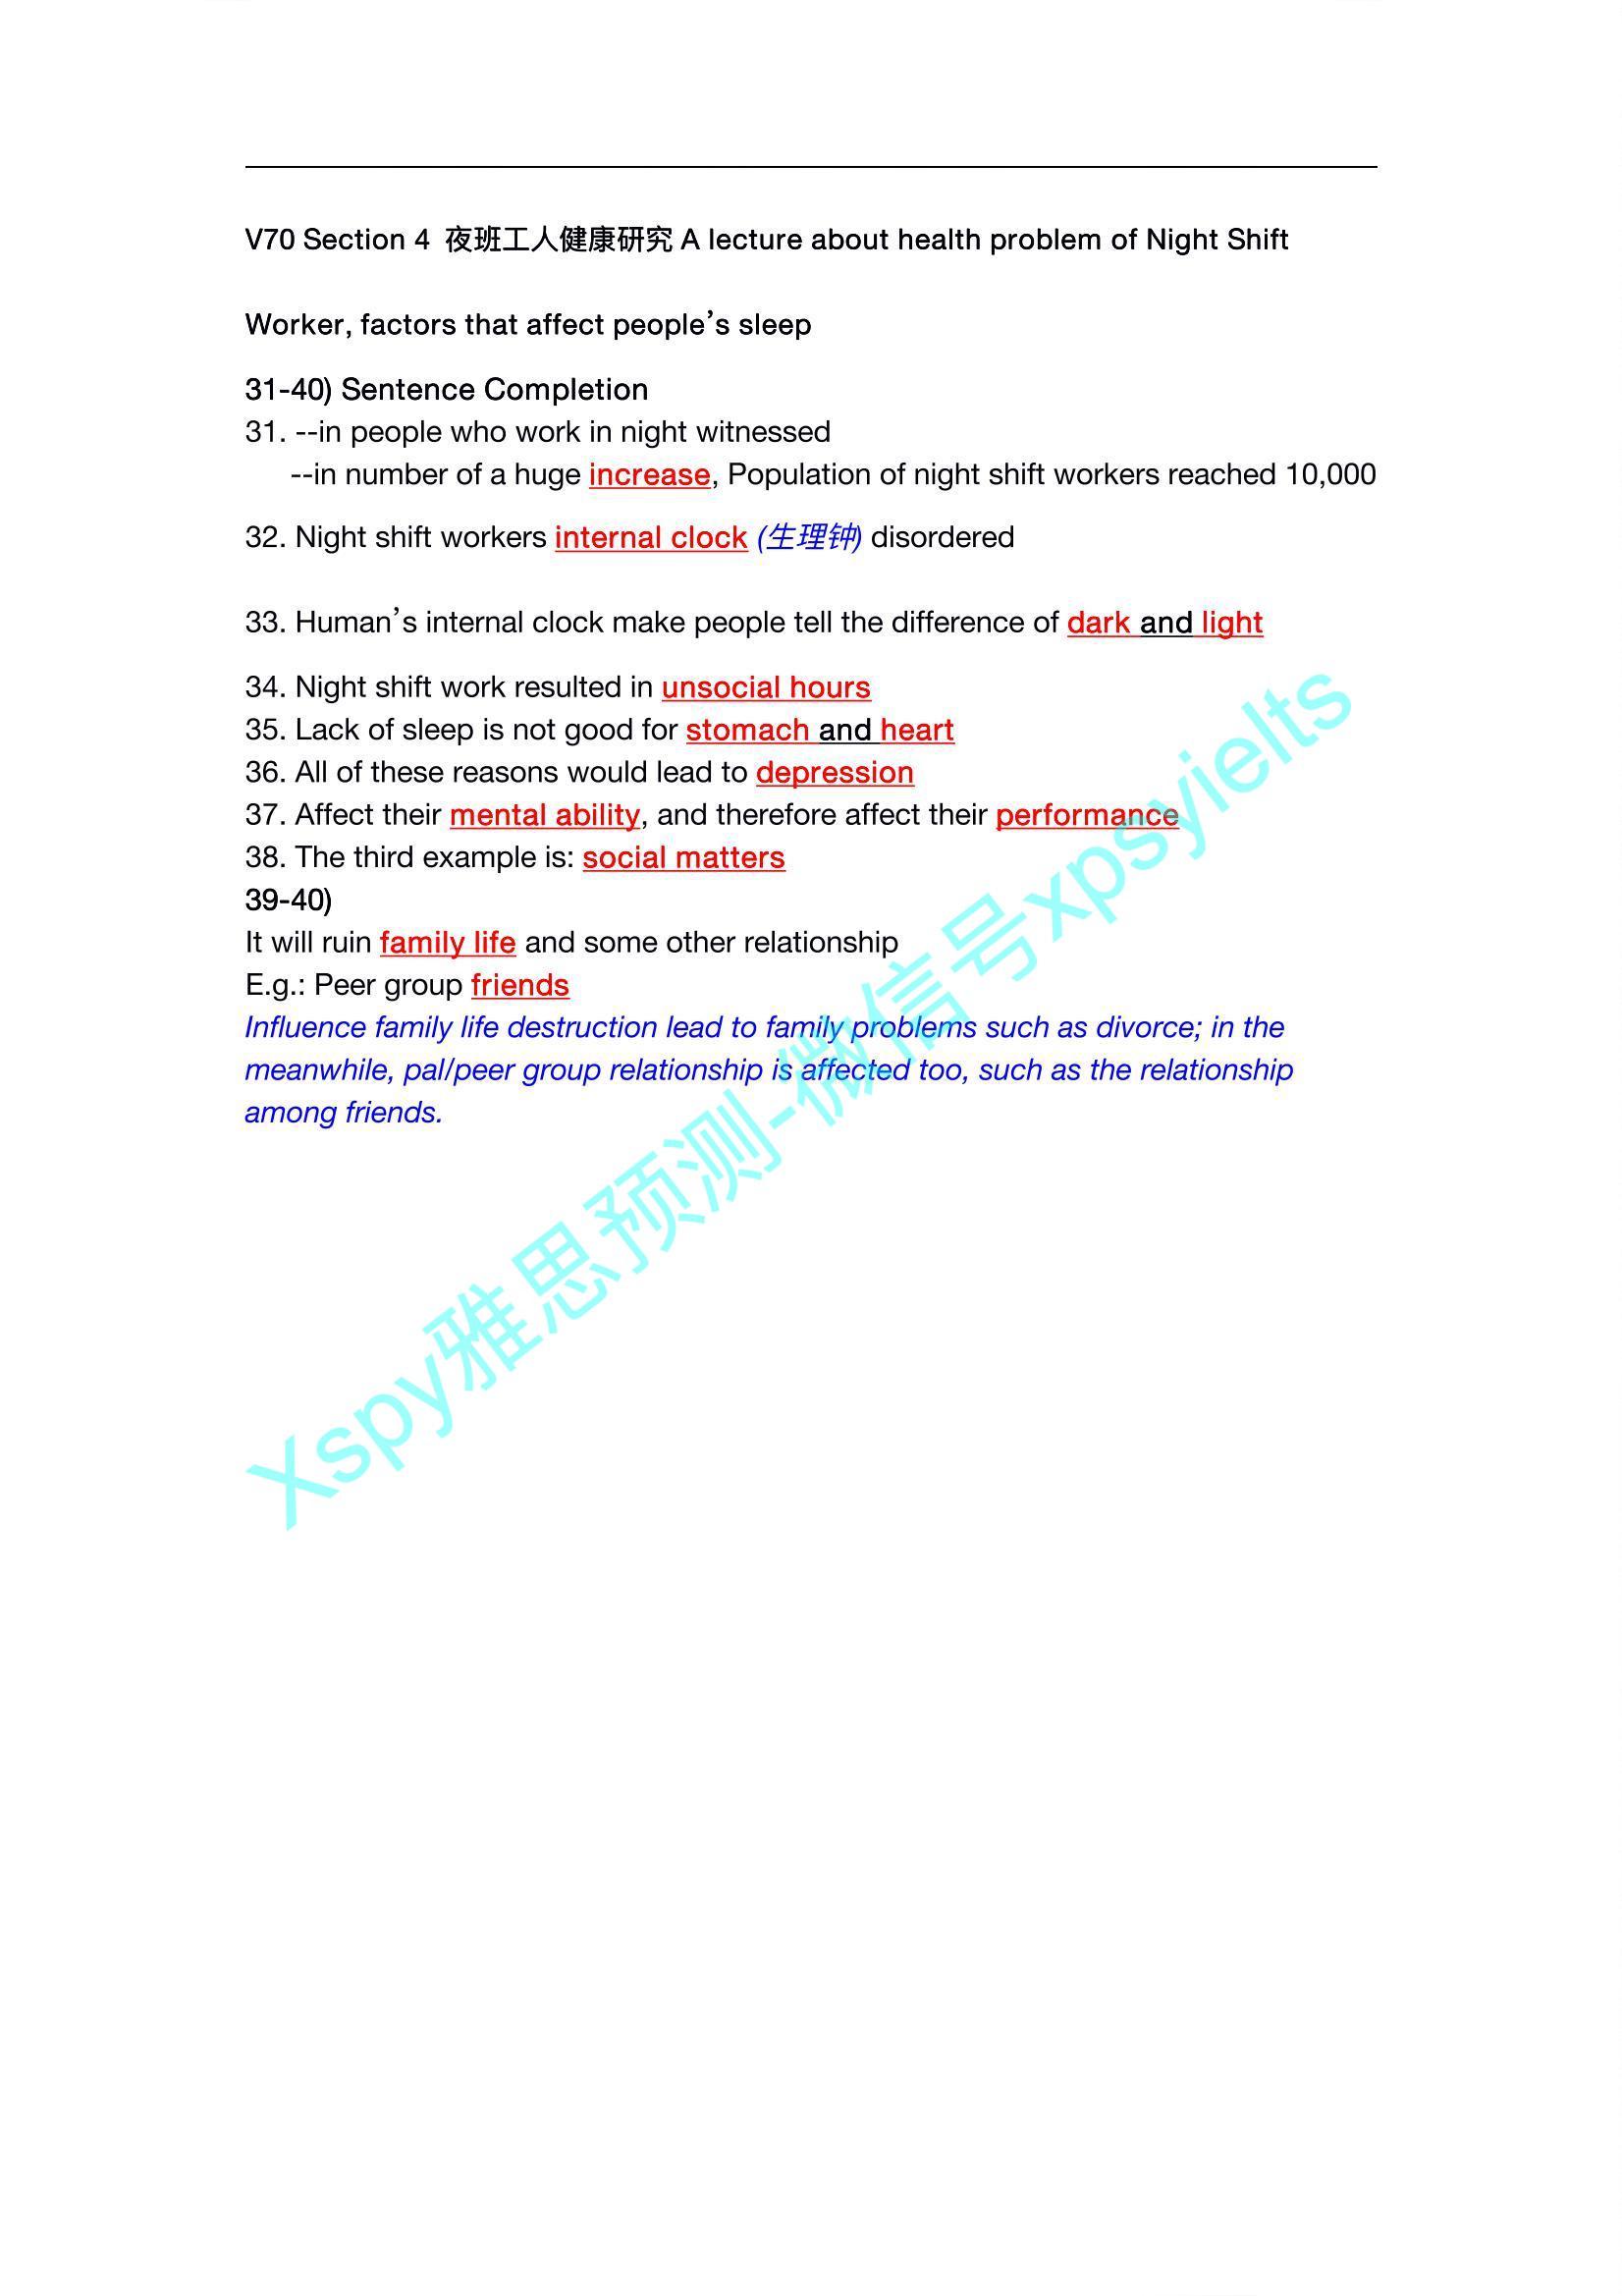 V70 Section 4 夜班工人健康研究 A lecture about health problem of Night Shift
Worker, factors that affect people’s sleep
31-40) Sentence Completion
31. --in people who work in night witnessed
--in number of a huge increase, Population of night shift workers reached 10,000
32. Night shift workers internal clock (生理钟) disordered
33. Human’s internal clock make people tell the difference of dark and light
34. Night shift work resulted in unsocial hours
35. Lack of sleep is not good for stomach and heart
36. All of these reasons would lead to depression
37. Affect their mental ability, and therefore affect their performance
38. The third example is: social matters
39-40)
It will ruin family life and some other relationship
E.g.: Peer group friends
Influence family life destruction lead to family problems such as divorce; in the
meanwhile, pal/peer group relationship is affected too, such as the relationship
among friends.
Xspy雅思预测-微信号xpsyielts